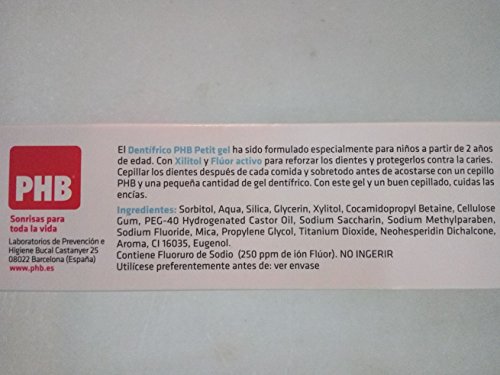 PHB®
Sonrisas para
toda la vida
Laboratorios de Prevención e
Higiene Bucal Castanyer 25
08022 Barcelona (España)
www.phb.es
El Dentífrico PHB Petit gel ha sido formulado especialmente para niños a partir de 2 años
de edad. Con Xilitol y Flúor activo para reforzar los dientes y protegerlos contra la caries.
Cepillar los dientes después de cada comida y sobretodo antes de acostarse con un cepillo
PHB y una pequeña cantidad de gel dentífrico. Con este gel y un buen cepillado, cuidas las
encías.
Ingredientes: Sorbitol, Aqua, Silica, Glycerin, Xylitol, Cocamidopropyl Betaine, Cellulose
Gum, PEG-40 Hydrogenated Castor Oil, Sodium Saccharin, Sodium Methylparaben,
Sodium Fluoride, Mica, Propylene Glycol, Titanium Dioxide, Neohesperidin Dichalcone,
Aroma, CI 16035, Eugenol.
Contiene Fluoruro de Sodio (250 ppm de ión Flúor). NO INGERIR
Utilícese preferentemente antes de: ver envase